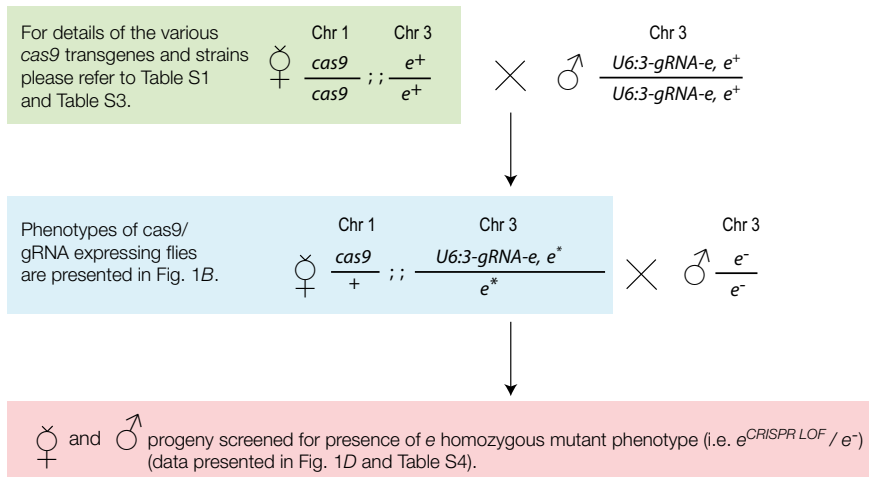 For details of the various
cas9 transgenes and strains
please refer to Table S1
and Table S3.
Chr 1 Chr 3
cas9 e+
cas9 ; ; e+
Chr 3
U6:3-gRNA-e, e+
U6:3-gRNA-e, e+
Phenotypes of cas9/
gRNA expressing flies
are presented in Fig. 1B.
Chr 1 Chr 3
cas9 U6:3-gRNA-e, e*
+ ; ; e*
Chr 3
e-
e-
☿ and ♂ progeny screened for presence of e homozygous mutant phenotype (i.e. eCRISPR LOF / e-)
(data presented in Fig. 1D and Table S4).